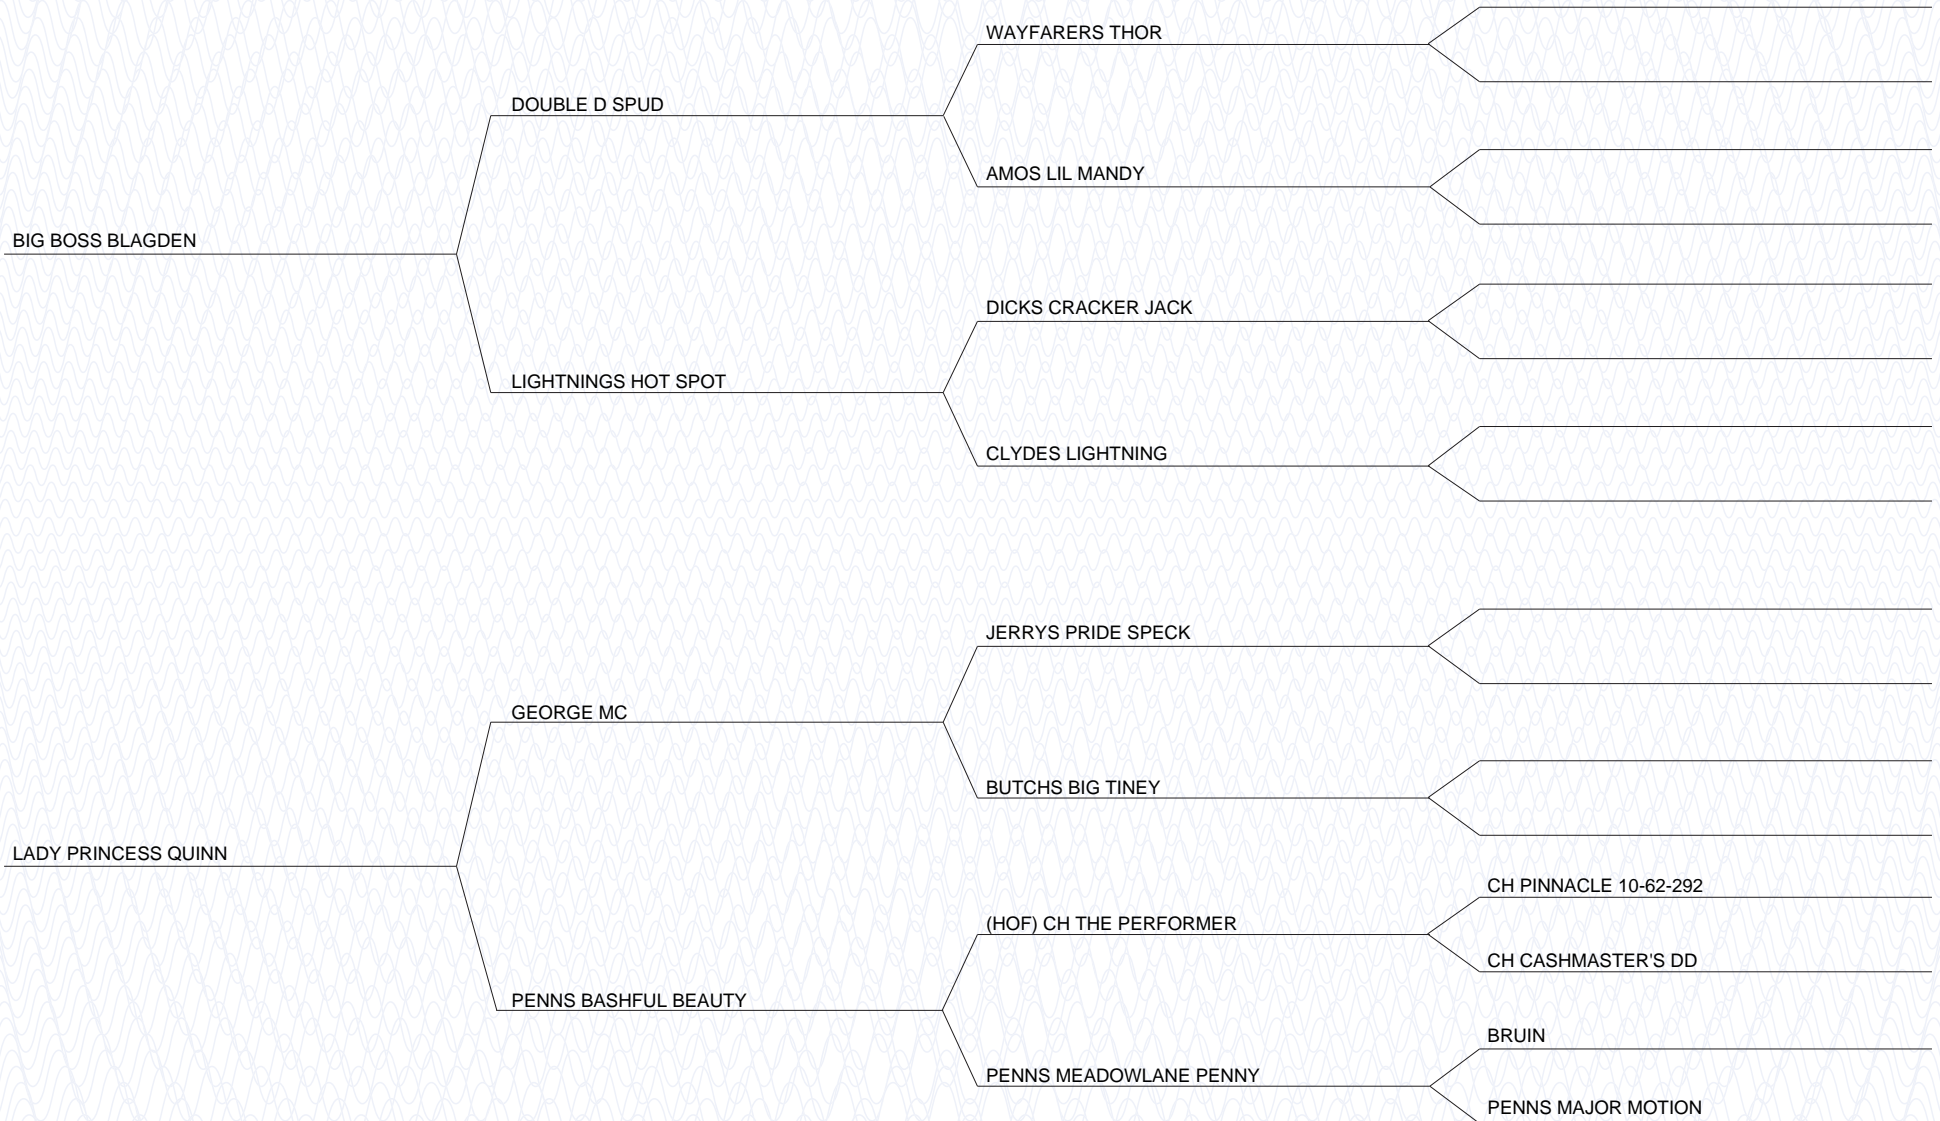 WAYFARERS THOR
DOUBLE D SPUD
AMOS LIL MANDY
BIG BOSS BLAGDEN
DICKS CRACKER JACK
LIGHTNINGS HOT SPOT
CLYDES LIGHTNING
JERRYS PRIDE SPECK
GEORGE MC
BUTCHS BIG TINEY
LADY PRINCESS QUINN
CH PINNACLE 10-62-292
(HOF) CH THE PERFORMER
CH CASHMASTER'S DD
PENNS BASHFUL BEAUTY
BRUIN
PENNS MEADOWLANE PENNY
PENNS MAJOR MOTION